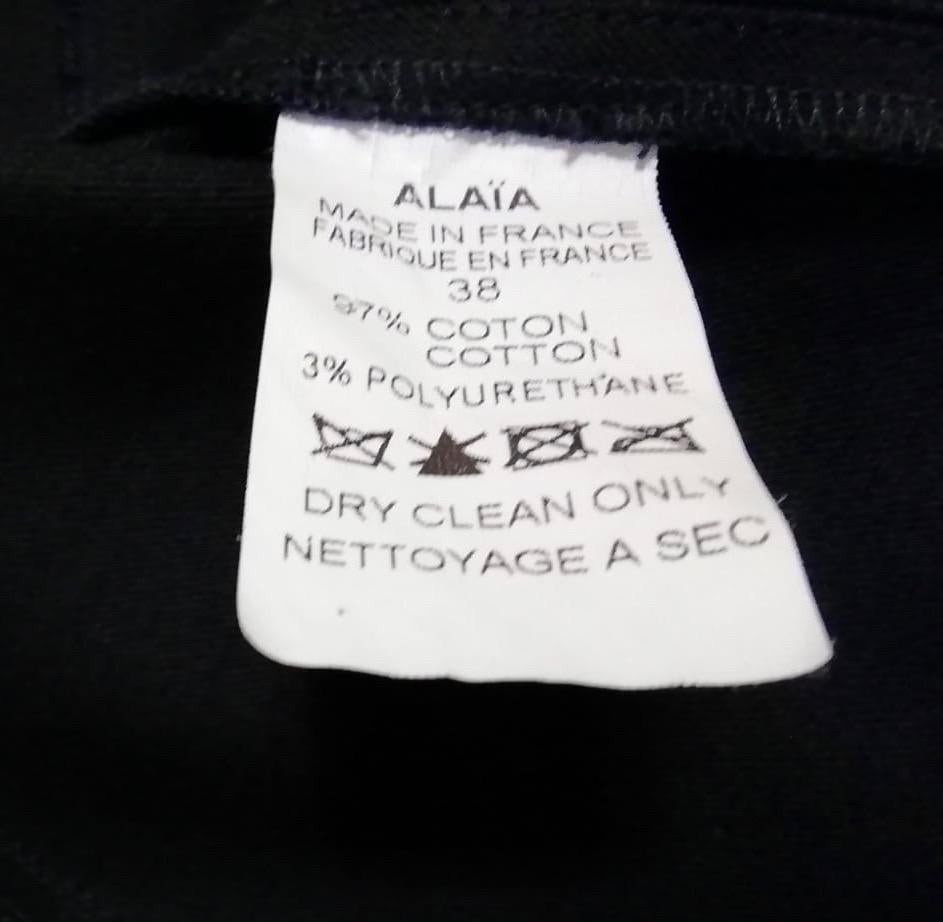 ALAÏA
MADE IN FRANCE
FABRIQUE EN FRANCE
38
97% COTON
COTTON
3% POLYURETHANE
DRY CLEAN ONLY
NETTOYAGE A SEC